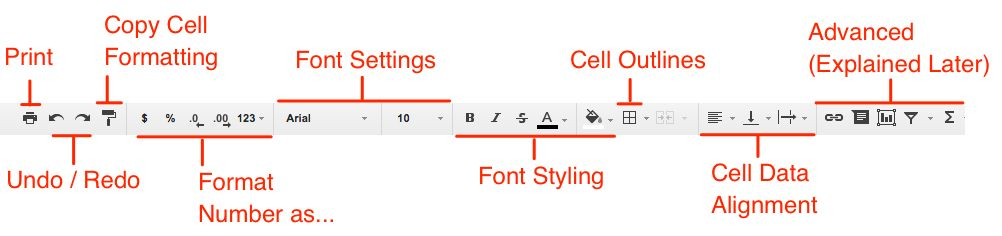 Copy Cell
Formatting
Print
Font Settings
Cell Outlines
Advanced
(Explained Later)
$ % .0 .00 123 Arial 10 B I S A Σ
Undo / Redo
Format
Number as...
Font Styling
Cell Data
Alignment